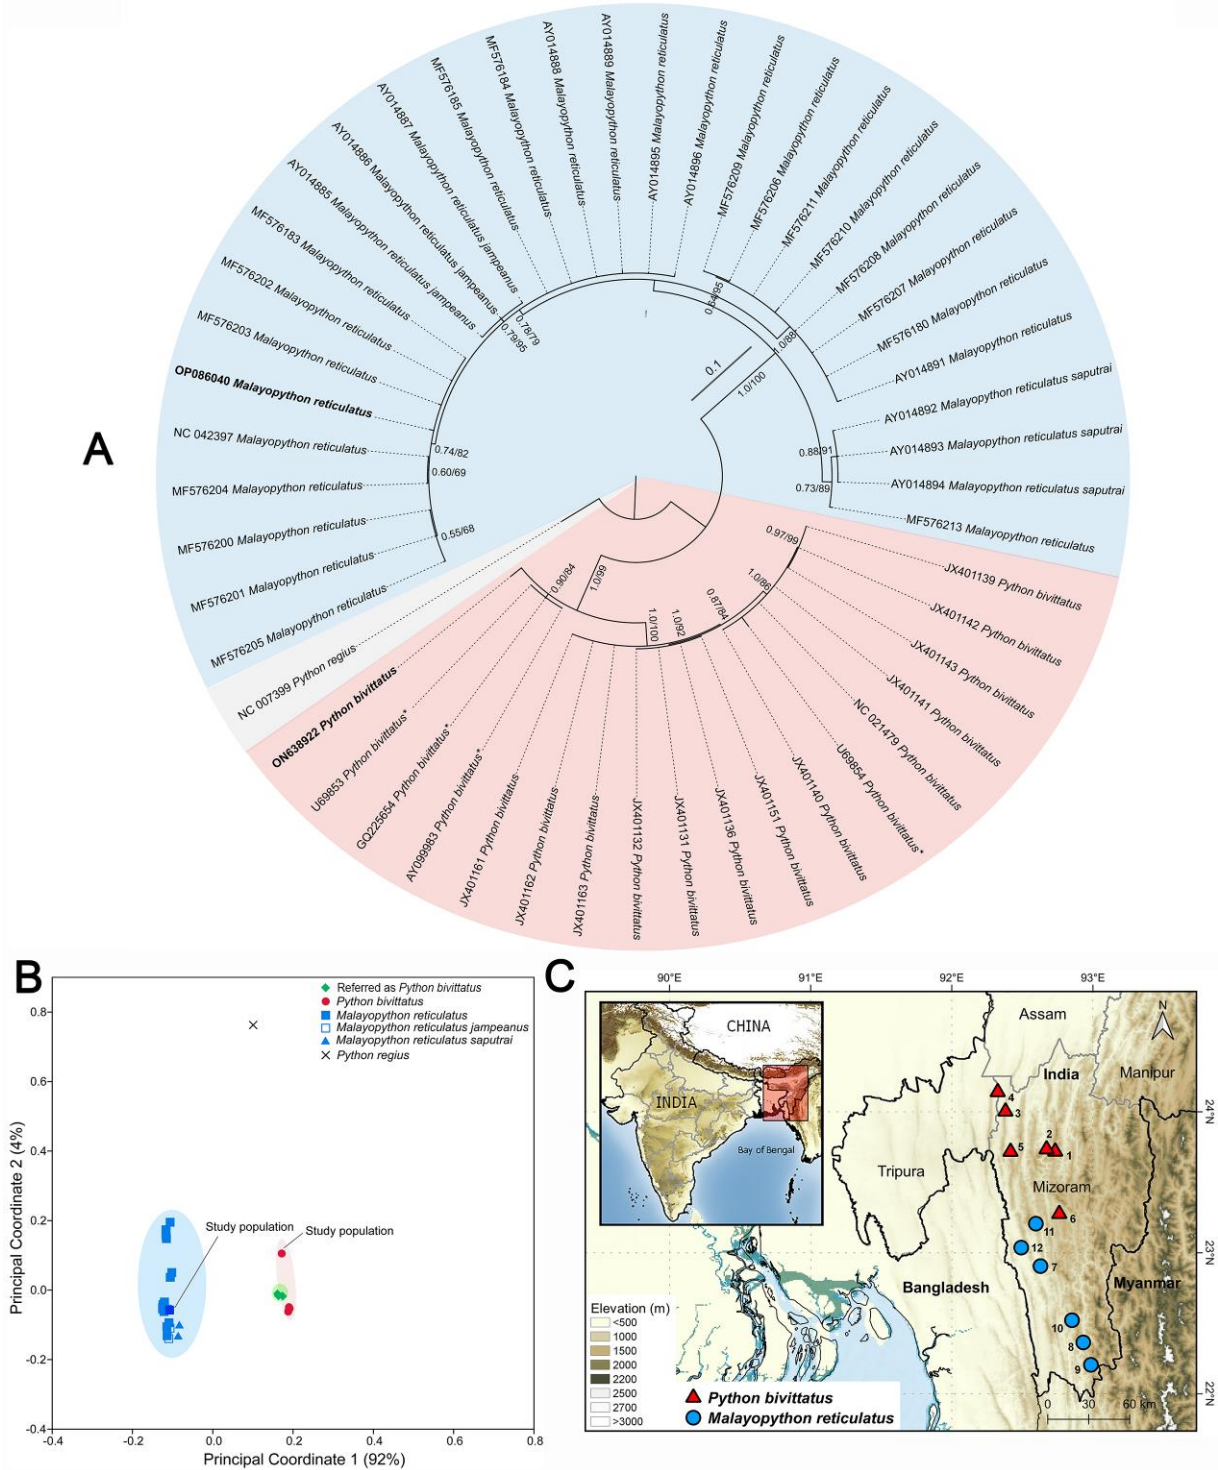 A
MF576205 Malayopython reticulatus
MF576201 Malayopython reticulatus
MF576200 Malayopython reticulatus
MF576204 Malayopython reticulatus
NC 042397 Malayopython reticulatus
OP086040 Malayopython reticulatus
MF576203 Malayopython reticulatus
MF576202 Malayopython reticulatus
MF576183 Malayopython reticulatus
AY014885 Malayopython reticulatus jampeanus
AY014886 Malayopython reticulatus jampeanus
AY014887 Malayopython reticulatus jampeanus
MF576185 Malayopython reticulatus
MF576184 Malayopython reticulatus
AY014888 Malayopython reticulatus
AY014889 Malayopython reticulatus
AY014895 Malayopython reticulatus
AY014896 Malayopython reticulatus
MF576209 Malayopython reticulatus
MF576206 Malayopython reticulatus
MF576211 Malayopython reticulatus
MF576210 Malayopython reticulatus
MF576208 Malayopython reticulatus
MF576207 Malayopython reticulatus
MF576180 Malayopython reticulatus
AY014891 Malayopython reticulatus
AY014892 Malayopython reticulatus saputrai
AY014893 Malayopython reticulatus saputrai
AY014894 Malayopython reticulatus saputrai
MF576213 Malayopython reticulatus
JX401139 Python bivittatus
JX401142 Python bivittatus
JX401143 Python bivittatus
JX401141 Python bivittatus
NC 021479 Python bivittatus
U69854 Python bivittatus*
JX401140 Python bivittatus
JX401151 Python bivittatus
JX401136 Python bivittatus
JX401131 Python bivittatus
JX401132 Python bivittatus
JX401163 Python bivittatus
JX401162 Python bivittatus
JX401161 Python bivittatus
AY099983 Python bivittatus*
GQ225654 Python bivittatus*
U69853 Python bivittatus*
ON638922 Python bivittatus
NC 007399 Python regius
0.78/79
0.79/95
0.74/82
0.60/69
0.55/68
0.64/95
1.0/88
0.1
1.0/100
0.88/91
0.73/89
0.97/99
1.0/86
0.87/84
1.0/92
1.0/100
1.0/99
0.90/84
B
Referred as Python bivittatus
Python bivittatus
Malayopython reticulatus
Malayopython reticulatus jampeanus
Malayopython reticulatus saputrai
Python regius
Study population
Study population
0.8
0.6
0.4
0.2
0.0
-0.2
-0.4
-0.4
-0.2
0.0
0.2
0.4
0.6
0.8
Principal Coordinate 2 (4%)
Principal Coordinate 1 (92%)
C
90°E
91°E
92°E
93°E
24°N
23°N
22°N
N
CHINA
INDIA
Bay of Bengal
Assam
India
Manipur
Tripura
Mizoram
Bangladesh
Myanmar
4
3
5
2
1
6
11
12
7
10
8
9
Elevation (m)
<500
1000
1500
2000
2200
2500
2700
>3000
Python bivittatus
Malayopython reticulatus
0 30 60 km